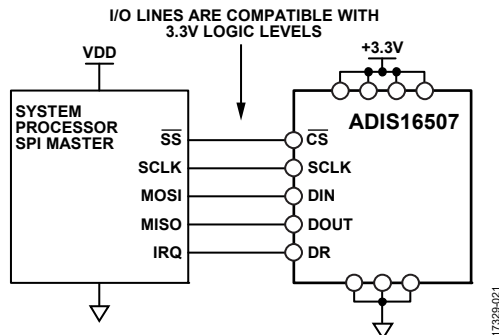 I/O LINES ARE COMPATIBLE WITH
3.3V LOGIC LEVELS
VDD
+3.3V
SYSTEM
PROCESSOR
SPI MASTER
ADIS16507
SS
CS
SCLK
SCLK
MOSI
DIN
MISO
DOUT
IRQ
DR
17329-021